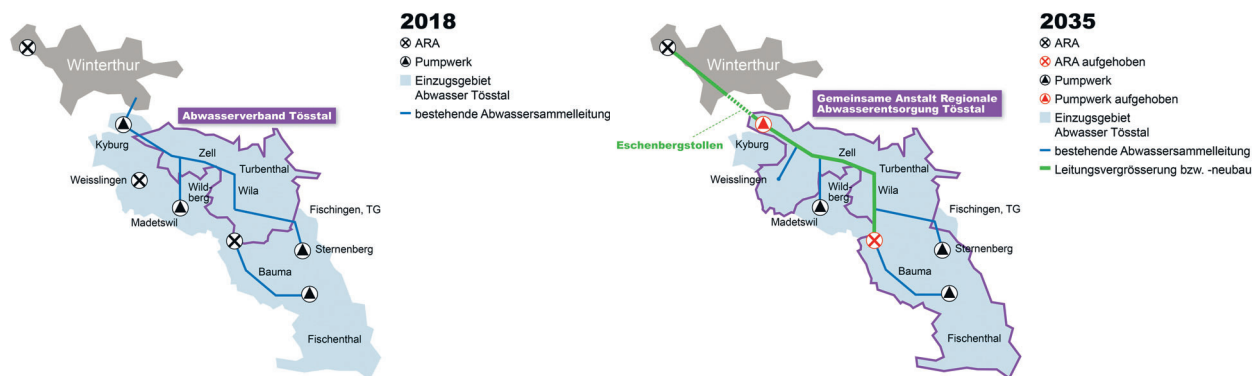 2018
ARA
Pumpwerk
Einzugsgebiet
Abwasser Tösstal
bestehende Abwassersammelleitung
Winterthur
Abwasserverband Tösstal
Kyburg
Zell
Turbenthal
Weisslingen
Wild-
berg
Wila
Madetswil
Fischingen, TG
Sternenberg
Bauma
Fischenthal
2035
ARA
ARA aufgehoben
Pumpwerk
Pumpwerk aufgehoben
Einzugsgebiet
Abwasser Tösstal
bestehende Abwassersammelleitung
Leitungsvergrösserung bzw. -neubau
Winterthur
Gemeinsame Anstalt Regionale
Abwasserentsorgung Tösstal
Eschenbergstollen
Kyburg
Zell
Turbenthal
Weisslingen
Wild-
berg
Wila
Madetswil
Fischingen, TG
Sternenberg
Bauma
Fischenthal